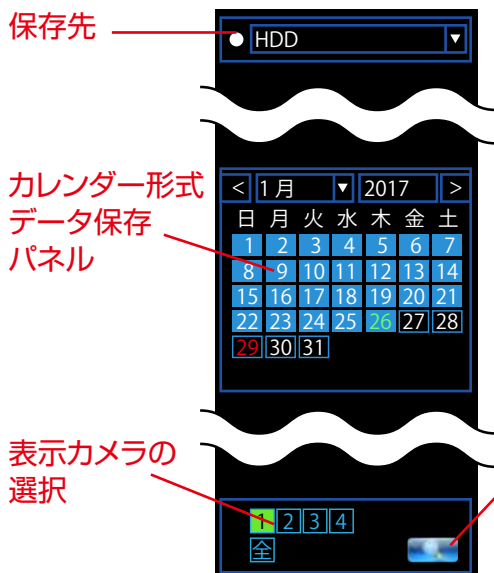 保存先
HDD
カレンダー形式
データ保存
パネル
< 1月 2017 >
日 月 火 水 木 金 土
1 2 3 4 5 6 7
8 9 10 11 12 13 14
15 16 17 18 19 20 21
22 23 24 25 26 27 28
29 30 31
表示カメラの
選択
1 2 3 4
全